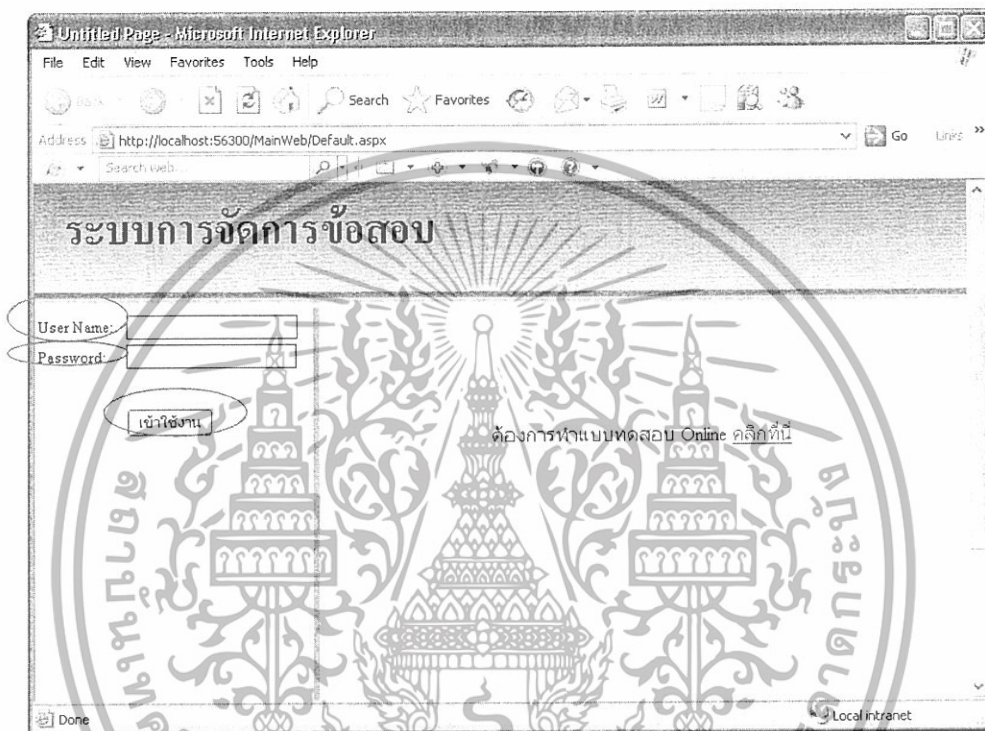 Untitled Page - Microsoft Internet Explorer
File Edit View Favorites Tools Help
Back Search Favorites
Address http://localhost:56300/MainWeb/Default.aspx Go Links »
Search web...
ระบบการจัดการข้อสอบ
User Name:
Password:
เข้าใช้งาน
ต้องการทำแบบทดสอบ Online คลิกที่นี่
Done Local intranet